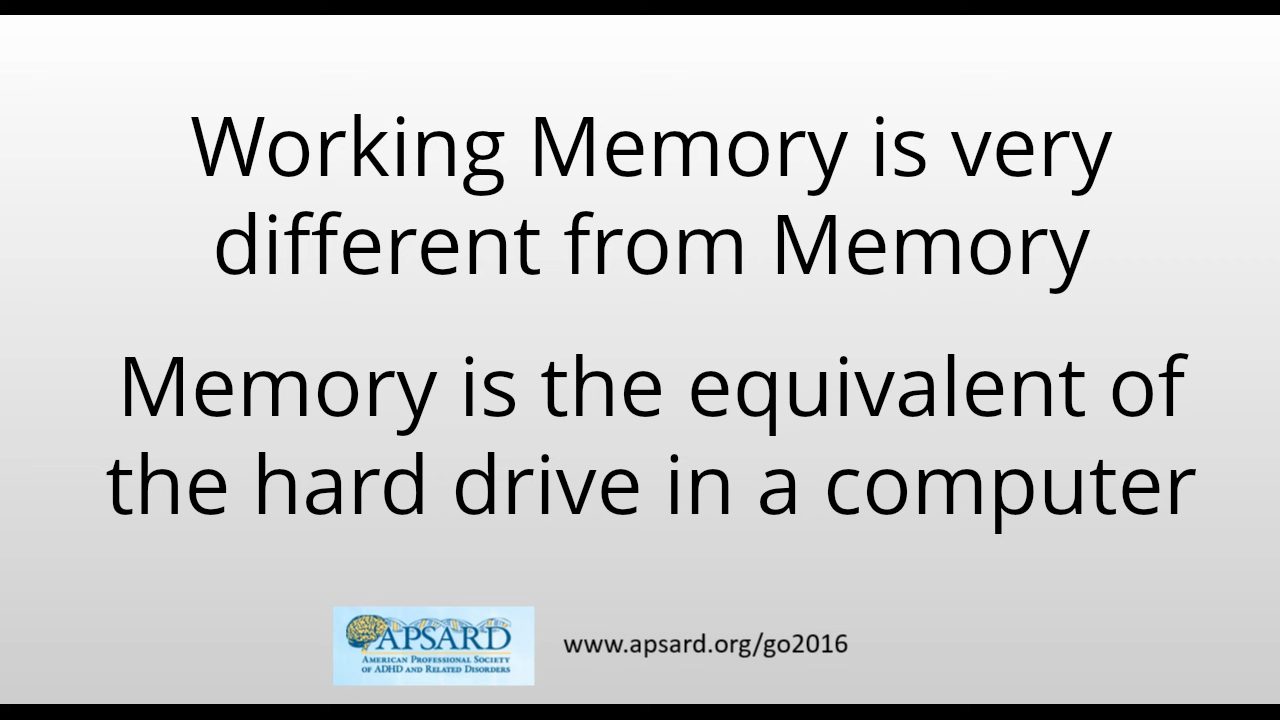 Working Memory is very
different from Memory
Memory is the equivalent of
the hard drive in a computer
APSARD
AMERICAN PROFESSIONAL SOCIETY
OF ADHD AND RELATED DISORDERS
www.apsard.org/go2016